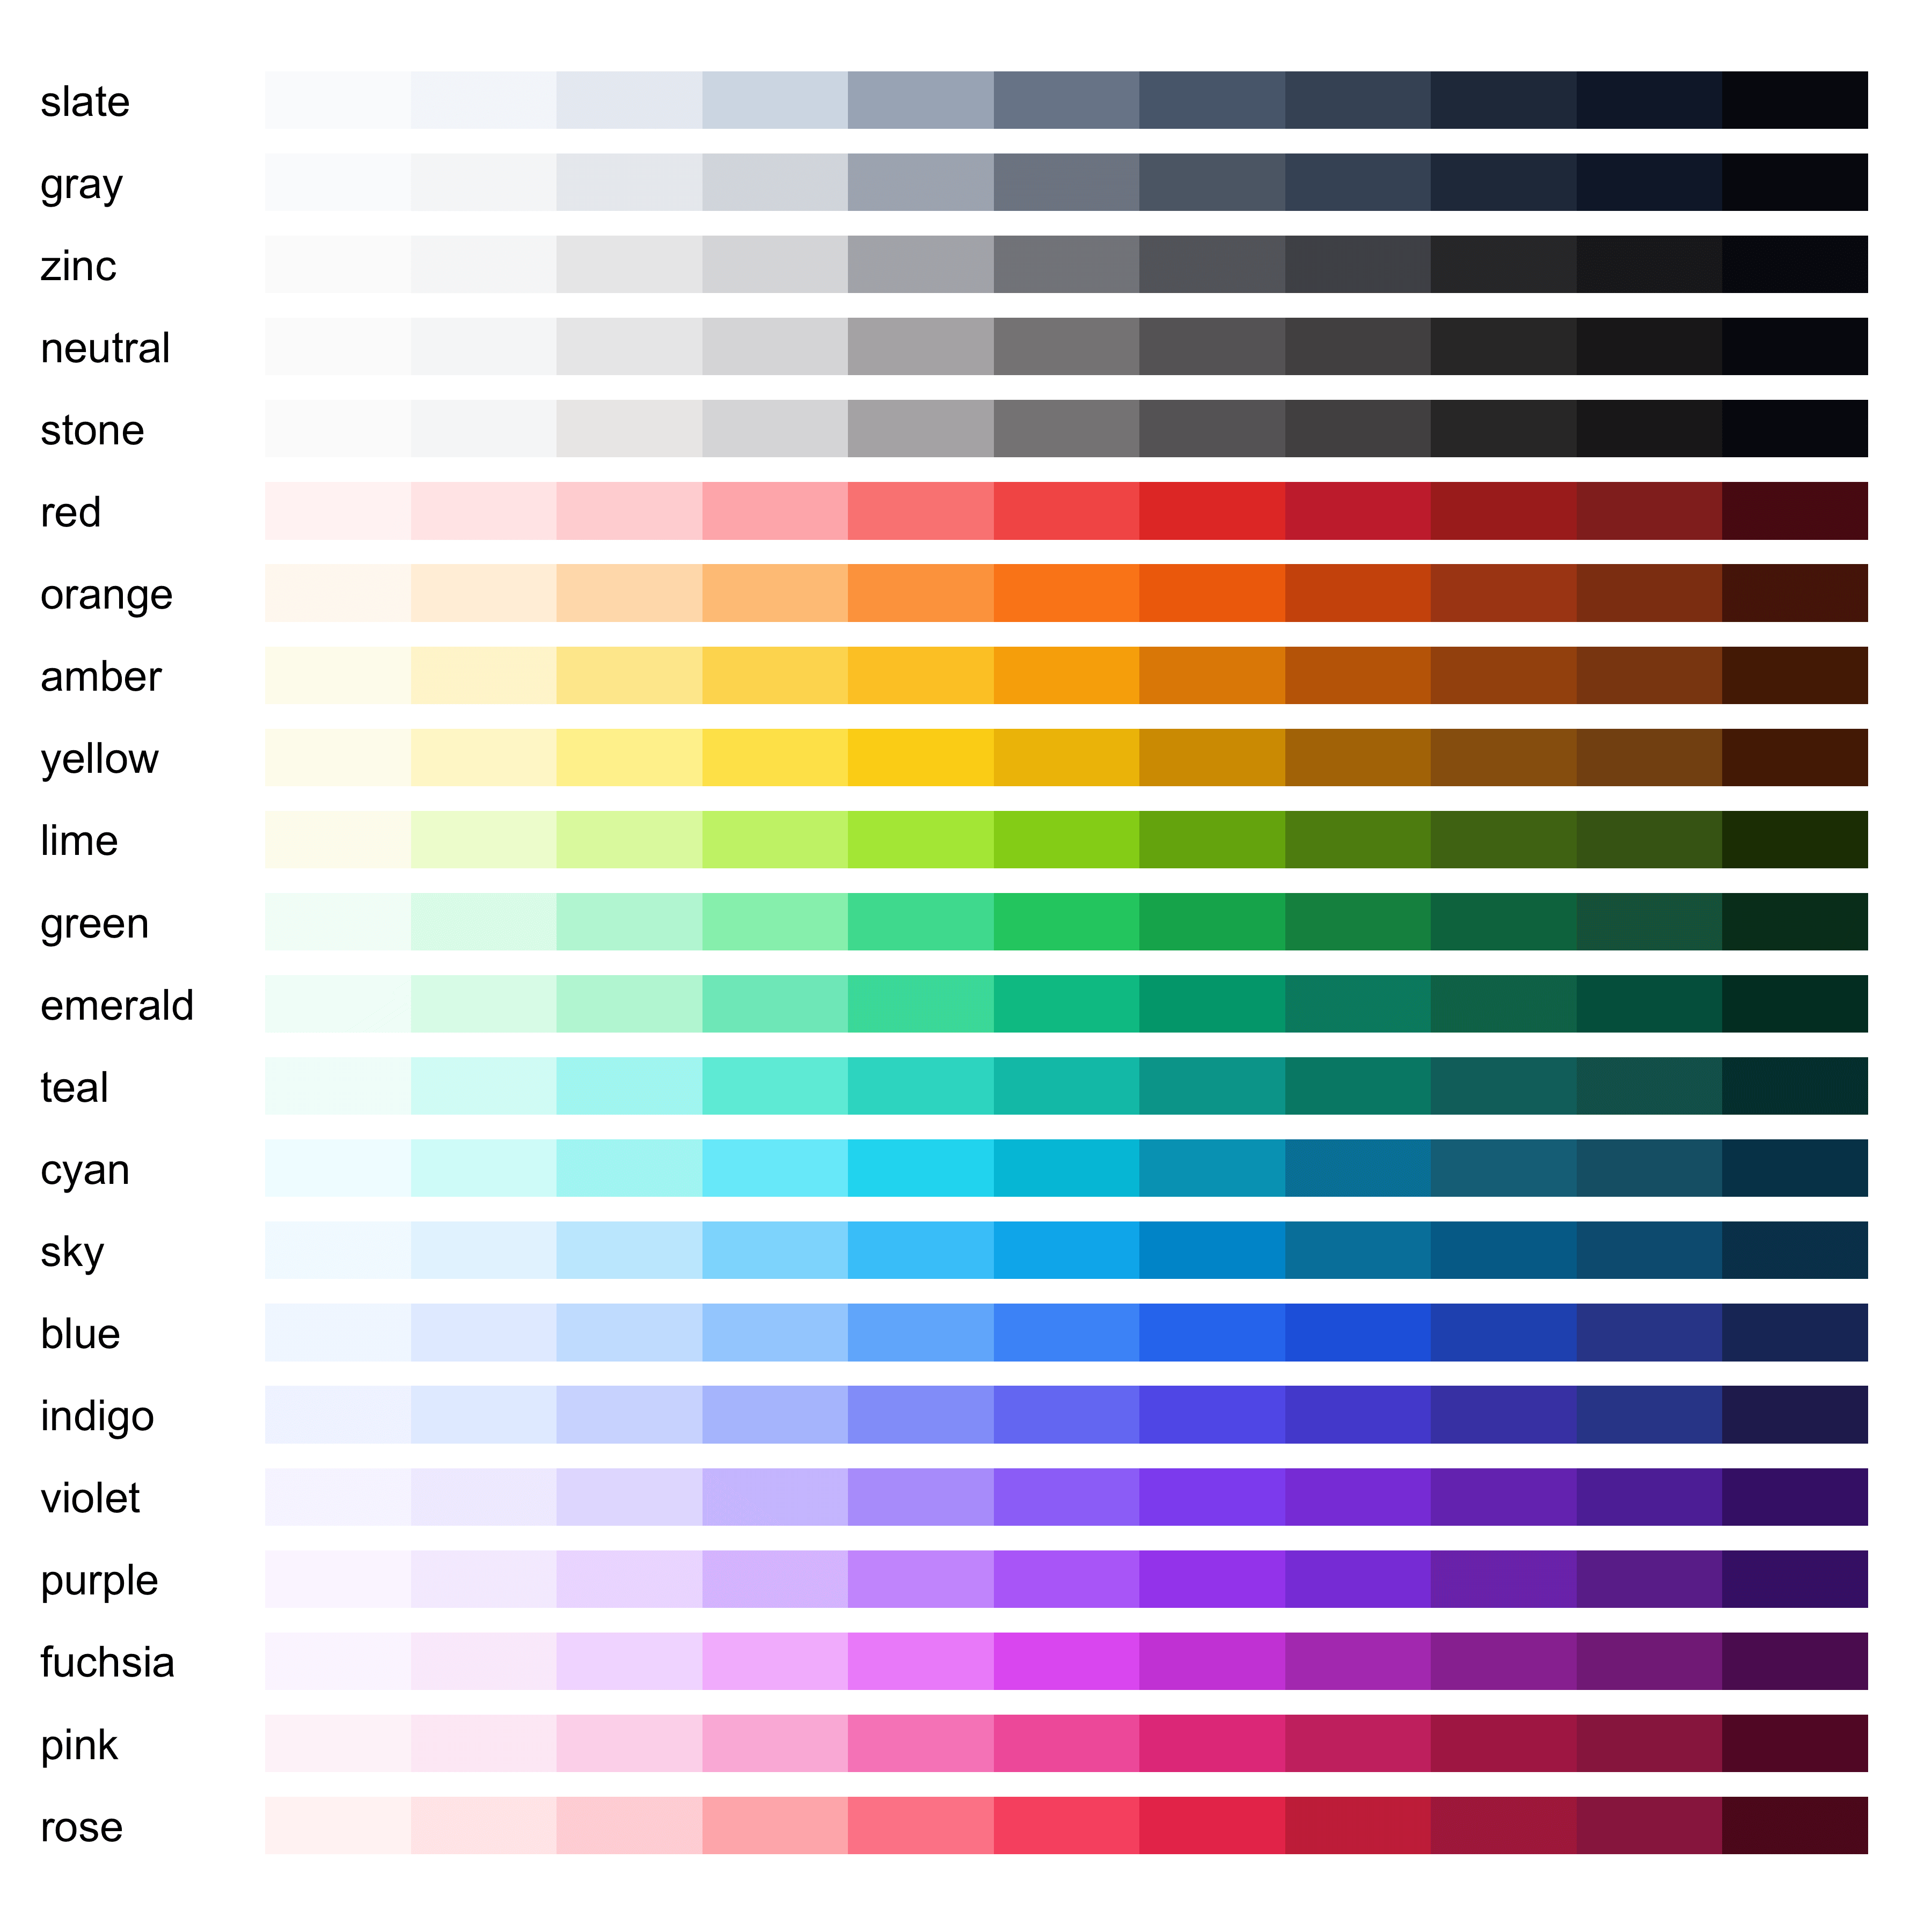 slate
gray
zinc
neutral
stone
red
orange
amber
yellow
lime
green
emerald
teal
cyan
sky
blue
indigo
violet
purple
fuchsia
pink
rose